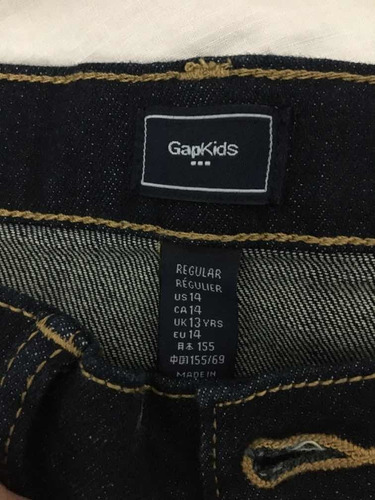 GapKids
REGULAR
RÉGULIER
US 14
CA 14
UK 13 YRS
EU 14
日本 155
中国 155/69
MADE IN